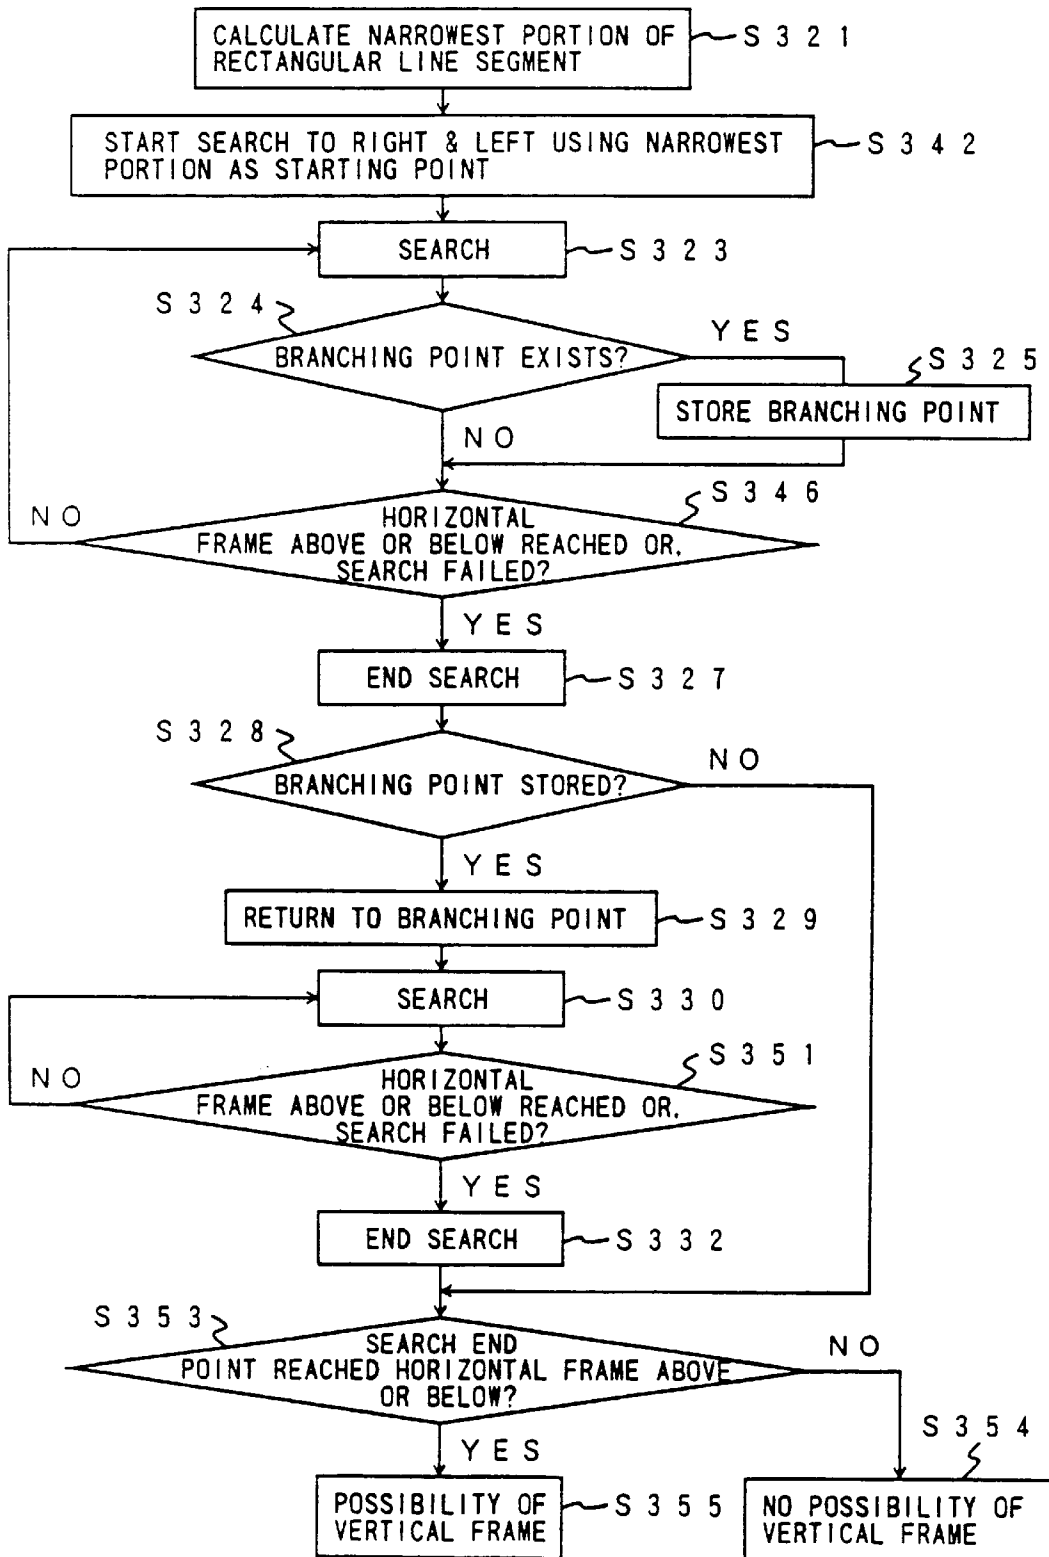 CALCULATE NARROWEST PORTION OF
RECTANGULAR LINE SEGMENT
S321
START SEARCH TO RIGHT & LEFT USING NARROWEST
PORTION AS STARTING POINT
S342
SEARCH
S323
S324
BRANCHING POINT EXISTS?
YES
S325
STORE BRANCHING POINT
NO
S346
NO
HORIZONTAL
FRAME ABOVE OR BELOW REACHED OR,
SEARCH FAILED?
YES
END SEARCH
S327
S328
BRANCHING POINT STORED?
NO
YES
RETURN TO BRANCHING POINT
S329
SEARCH
S330
S351
NO
HORIZONTAL
FRAME ABOVE OR BELOW REACHED OR,
SEARCH FAILED?
YES
END SEARCH
S332
S353
SEARCH END
POINT REACHED HORIZONTAL FRAME ABOVE
OR BELOW?
NO
YES
S354
POSSIBILITY OF
VERTICAL FRAME
S355
NO POSSIBILITY OF
VERTICAL FRAME